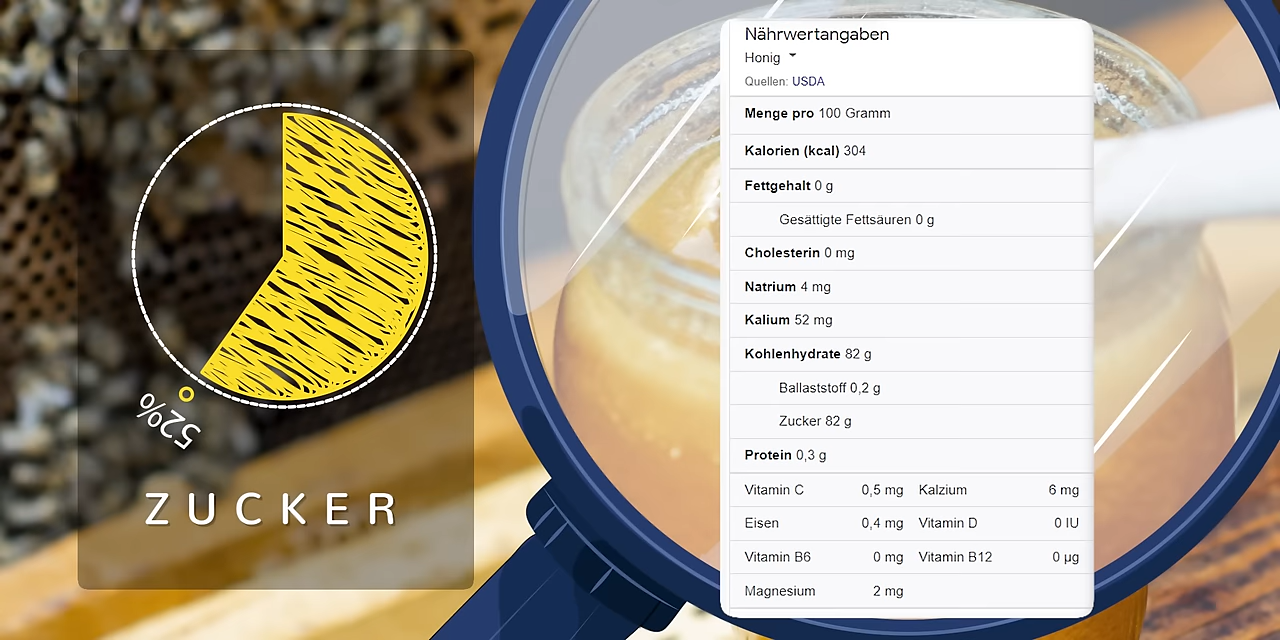 52%
ZUCKER
Nährwertangaben
Honig
Quellen: USDA
Menge pro 100 Gramm
Kalorien (kcal) 304
Fettgehalt 0 g
Gesättigte Fettsäuren 0 g
Cholesterin 0 mg
Natrium 4 mg
Kalium 52 mg
Kohlenhydrate 82 g
Ballaststoff 0,2 g
Zucker 82 g
Protein 0,3 g
Vitamin C 0,5 mg Kalzium 6 mg
Eisen 0,4 mg Vitamin D 0 IU
Vitamin B6 0 mg Vitamin B12 0 µg
Magnesium 2 mg